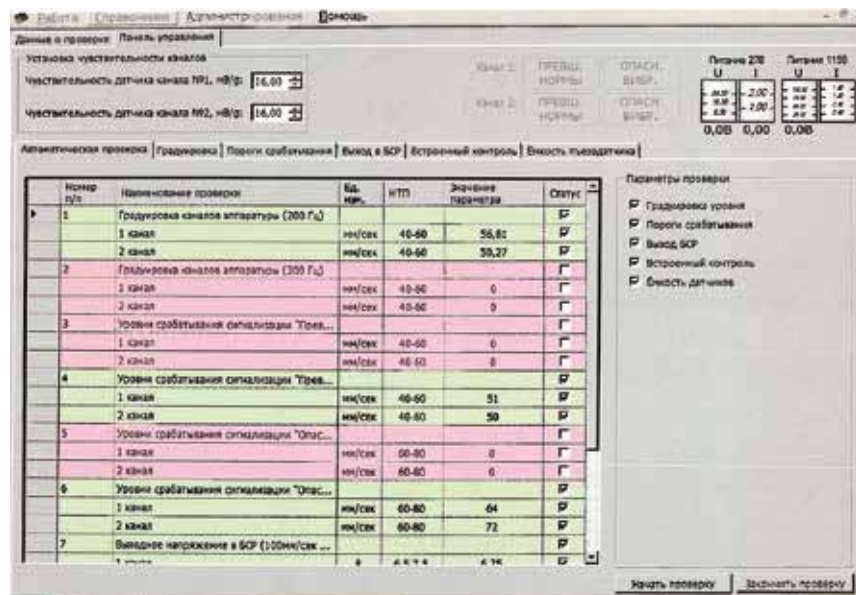 Работа Справочники Администрирование Помощь
Данные о проверке Панель управления
Установка чувствительности каналов
Чувствительность датчика канала №1, мВ/g: 16,00
Чувствительность датчика канала №2, мВ/g: 16,00
Канал 1: ПРЕВЫШ. НОРМЫ ОПАСН. ВИБР.
Канал 2: ПРЕВЫШ. НОРМЫ ОПАСН. ВИБР.
Питание 27В Питание 115В
U I U I
0,0В 0,00 0,0В
Автоматическая проверка Градуировка Пороги срабатывания Выход в БСР Встроенный контроль Ёмкость пьезодатчика
Номер п/п Наименование проверки Ед. изм. НТП Значение параметра Статус
1 Градуировка каналов аппаратуры (200 Гц)
1 канал мм/сек 40-60 56,81
2 канал мм/сек 40-60 50,27
2 Градуировка каналов аппаратуры (200 Гц)
1 канал мм/сек 40-60 0
2 канал мм/сек 40-60 0
3 Уровни срабатывания сигнализации "Прев...
1 канал мм/сек 40-60 0
2 канал мм/сек 40-60 0
4 Уровни срабатывания сигнализации "Прев...
1 канал мм/сек 40-60 51
2 канал мм/сек 40-60 50
5 Уровни срабатывания сигнализации "Опас...
1 канал мм/сек 60-80 0
2 канал мм/сек 60-80 0
6 Уровни срабатывания сигнализации "Опас...
1 канал мм/сек 60-80 64
2 канал мм/сек 60-80 72
7 Выходное напряжение в БСР (100мм/сек ...
1 канал 6,75
Параметры проверки
Градуировка уровня
Пороги срабатывания
Выход БСР
Встроенный контроль
Ёмкость датчиков
Начать проверку Закончить проверку